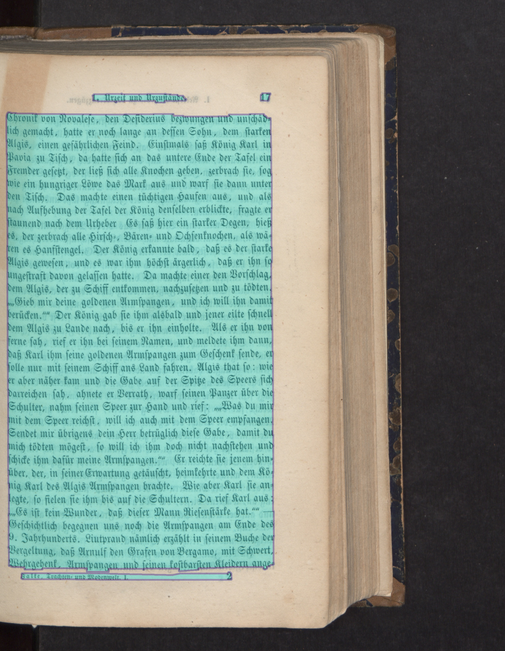 1. Urzeit und Urzustände. 17
Chronik von Novalese, den Desiderius bezwungen und unschäd-
lich gemacht, hatte er noch lange an dessen Sohn, dem starken
Algis, einen gefährlichen Feind. Einstmals saß König Karl in
Pavia zu Tisch, da hatte sich an das untere Ende der Tafel ein
Fremder gesetzt, der ließ sich alle Knochen geben, zerbrach sie, sog
wie ein hungriger Löwe das Mark aus und warf sie dann unter
den Tisch. Das machte einen tüchtigen Haufen aus, und als
nach Aufhebung der Tafel der König denselben erblickte, fragte er
staunend nach dem Urheber. Es saß hier ein starker Degen, hieß
es, der zerbrach alle Hirsch-, Bären- und Ochsenknochen, als wä-
ren es Hanfstengel. Der König erkannte bald, daß es der starke
Algis gewesen, und es war ihm höchst ärgerlich, daß er ihn so
ungestraft davon gelassen hatte. Da machte einer den Vorschlag,
dem Algis, der zu Schiff entkommen, nachzusetzen und zu tödten.
„„Gieb mir deine goldenen Armspangen, und ich will ihn damit
berücken.““ Der König gab sie ihm alsbald und jener eilte schnell
dem Algis zu Lande nach, bis er ihn einholte. Als er ihn von
ferne sah, rief er ihn bei seinem Namen, und meldete ihm dann,
daß Karl ihm seine goldenen Armspangen zum Geschenk sende, er
solle nur mit seinem Schiff ans Land fahren. Algis that so: wie
er aber näher kam und die Gabe auf der Spitze des Speers sich
darreichen sah, ahnete er Verrath, warf seinen Panzer über die
Schulter, nahm seinen Speer zur Hand und rief: „„Was du mir
mit dem Speer reichst, will ich auch mit dem Speer empfangen.
Sendet mir übrigens dein Herr betrüglich diese Gabe, damit du
mich tödten mögest, so will ich ihm doch nicht nachstehen und
schicke ihm dafür meine Armspangen.““ Er reichte sie jenem hin-
über, der, in seiner Erwartung getäuscht, heimkehrte und dem Kö-
nig Karl des Algis Armspangen brachte. Wie aber Karl sie an-
legte, so fielen sie ihm bis auf die Schultern. Da rief Karl aus:
„„Es ist kein Wunder, daß dieser Mann Riesenstärke hat.““ —
Geschichtlich begegnen uns noch die Armspangen am Ende des
9. Jahrhunderts. Liutprand nämlich erzählt in seinem Buche der
Vergeltung, daß Arnulf den Grafen von Bergamo, mit Schwert,
Wehrgehenk, Armspangen und seinen kostbarsten Kleidern ange-
Falke, Trachten- und Modenwelt. I. 2